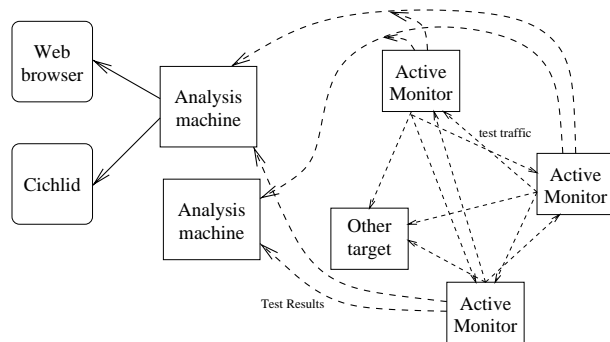 Web
browser
Analysis
machine
Active
Monitor
test traffic
Cichlid
Analysis
machine
Other
target
Active
Monitor
Test Results
Active
Monitor